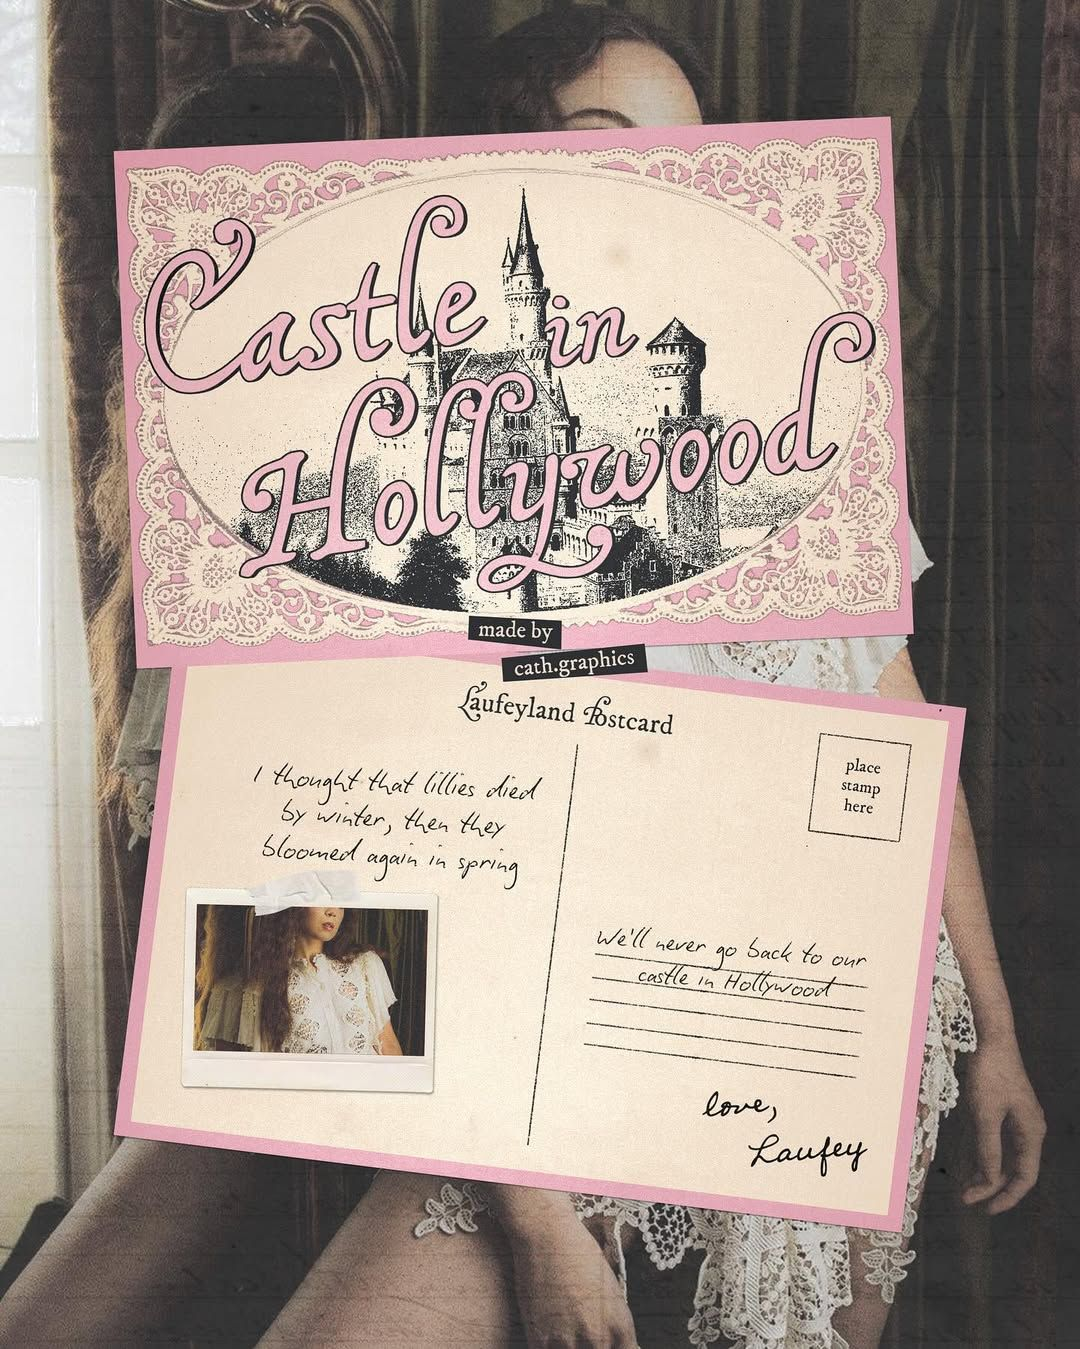 Castle in
Hollywood
made by
cath.graphics
Laufeyland Postcard
I thought that lillies died
by winter, then they
bloomed again in spring
place
stamp
here
We'll never go back to our
castle in Hollywood
love,
Laufey